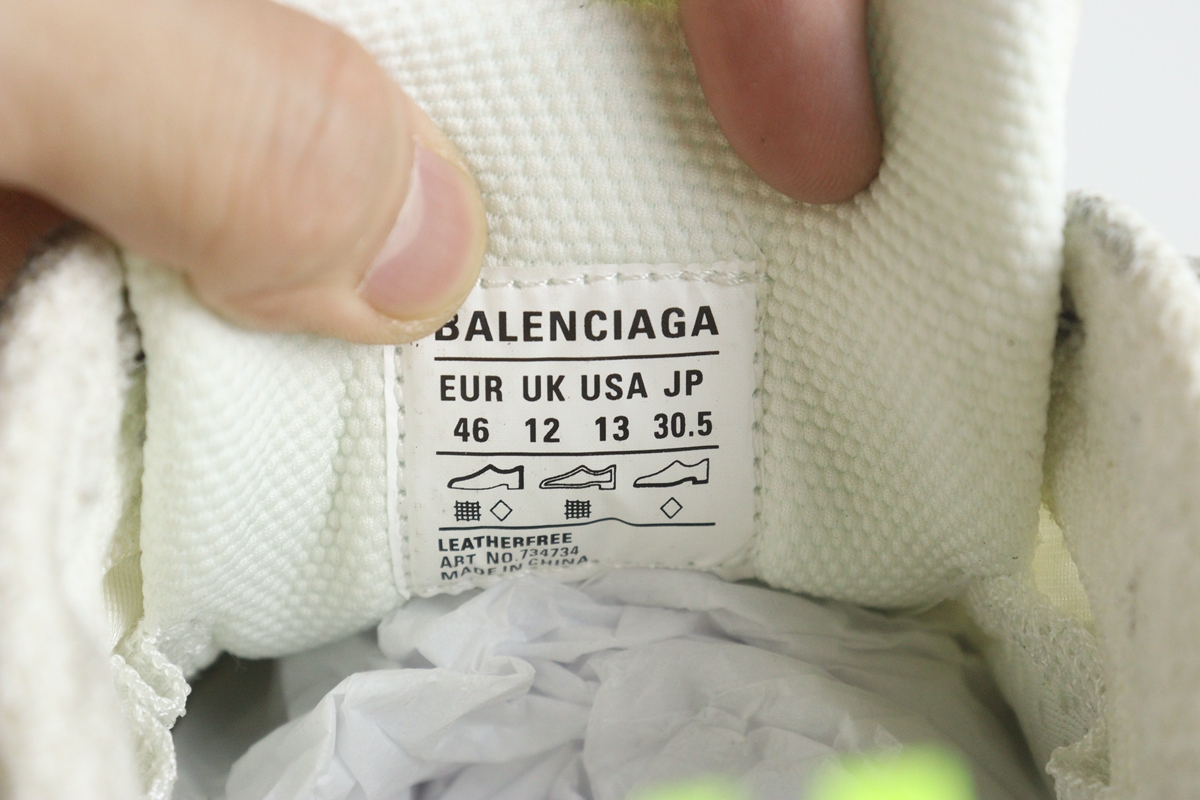 BALENCIAGA
EUR UK USA JP
46 12 13 30.5
LEATHERFREE
ART NO.734734
MADE IN CHINA